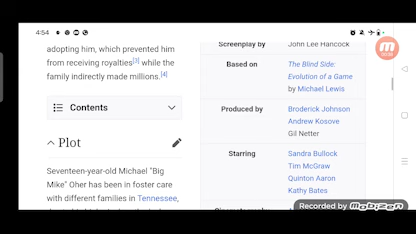 4:54
adopting him, which prevented him
from receiving royalties[3] while the
family indirectly made millions.[4]
Contents
Plot
Seventeen-year-old Michael "Big
Mike" Oher has been in foster care
with different families in Tennessee,
Screenplay by John Lee Hancock
Based on The Blind Side:
Evolution of a Game
by Michael Lewis
Produced by Broderick Johnson
Andrew Kosove
Gil Netter
Starring Sandra Bullock
Tim McGraw
Quinton Aaron
Kathy Bates
Recorded by Mobizen